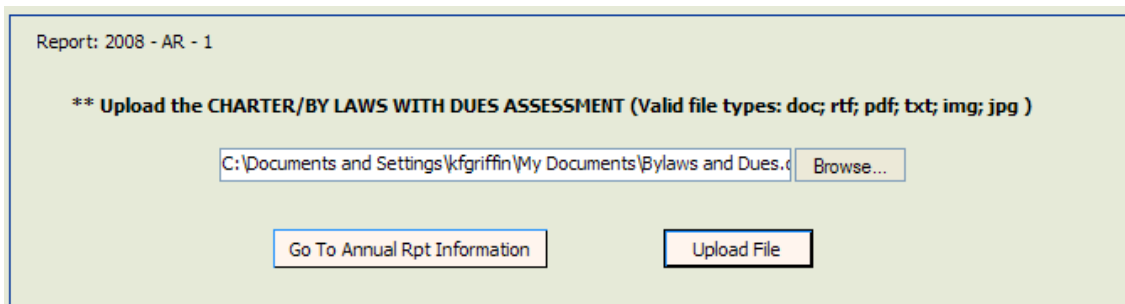 Report: 2008 - AR - 1
** Upload the CHARTER/BY LAWS WITH DUES ASSESSMENT (Valid file types: doc; rtf; pdf; txt; img; jpg )
C:\Documents and Settings\kfgriffin\My Documents\Bylaws and Dues.d Browse...
Go To Annual Rpt Information Upload File